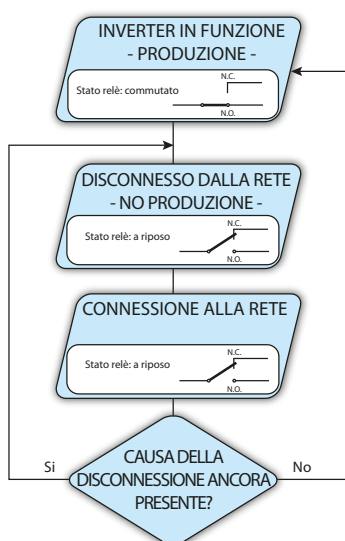 INVERTER IN FUNZIONE
- PRODUZIONE -
N.C.
Stato relè: commutato
N.O.
DISCONNESSO DALLA RETE
- NO PRODUZIONE -
N.C.
Stato relè: a riposo
N.O.
CONNESSIONE ALLA RETE
N.C.
Stato relè: a riposo
N.O.
CAUSA DELLA
Si
DISCONNESSIONE ANCORA
No
PRESENTE?